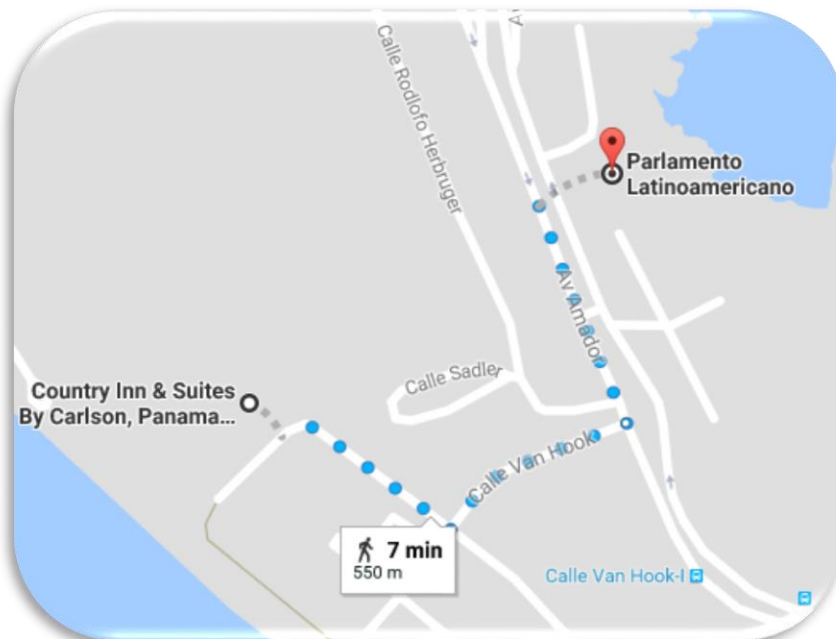 Calle Rodlofo Herbruger
Parlamento
Latinoamericano
Av Amador
Country Inn & Suites
By Carlson, Panama...
Calle Sadler
Calle Van Hook
7 min
550 m
Calle Van Hook-I